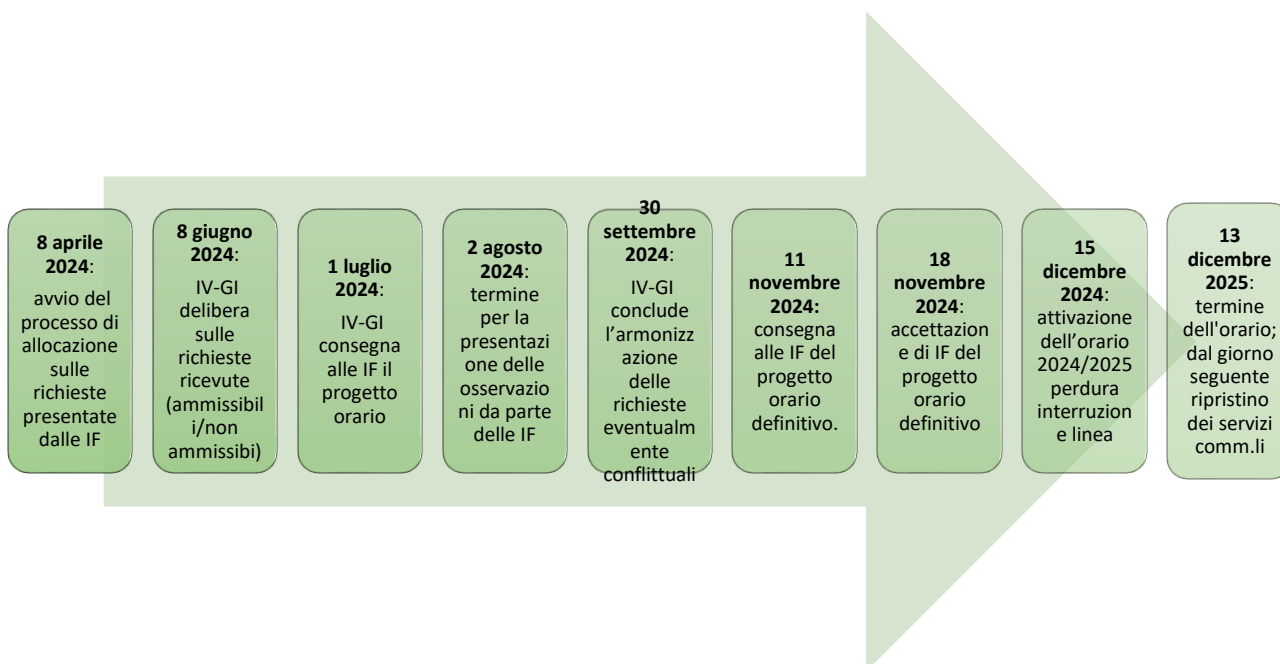 8 aprile
2024:
avvio del
processo di
allocazione
sulle
richieste
presentate
dalle IF
8 giugno
2024:
IV-GI
delibera
sulle
richieste
ricevute
(ammissibil
i/non
ammissibi)
1 luglio
2024:
IV-GI
consegna
alle IF il
progetto
orario
2 agosto
2024:
termine
per la
presentazi
one delle
osservazio
ni da parte
delle IF
30
settembre
2024:
IV-GI
conclude
l’armonizz
azione
delle
richieste
eventualm
ente
conflittuali
11
novembre
2024:
consegna
alle IF del
progetto
orario
definitivo.
18
novembre
2024:
accettazion
e di IF del
progetto
orario
definitivo
15
dicembre
2024:
attivazione
dell’orario
2024/2025
perdura
interruzion
e linea
13
dicembre
2025:
termine
dell'orario;
dal giorno
seguente
ripristino
dei servizi
comm.li